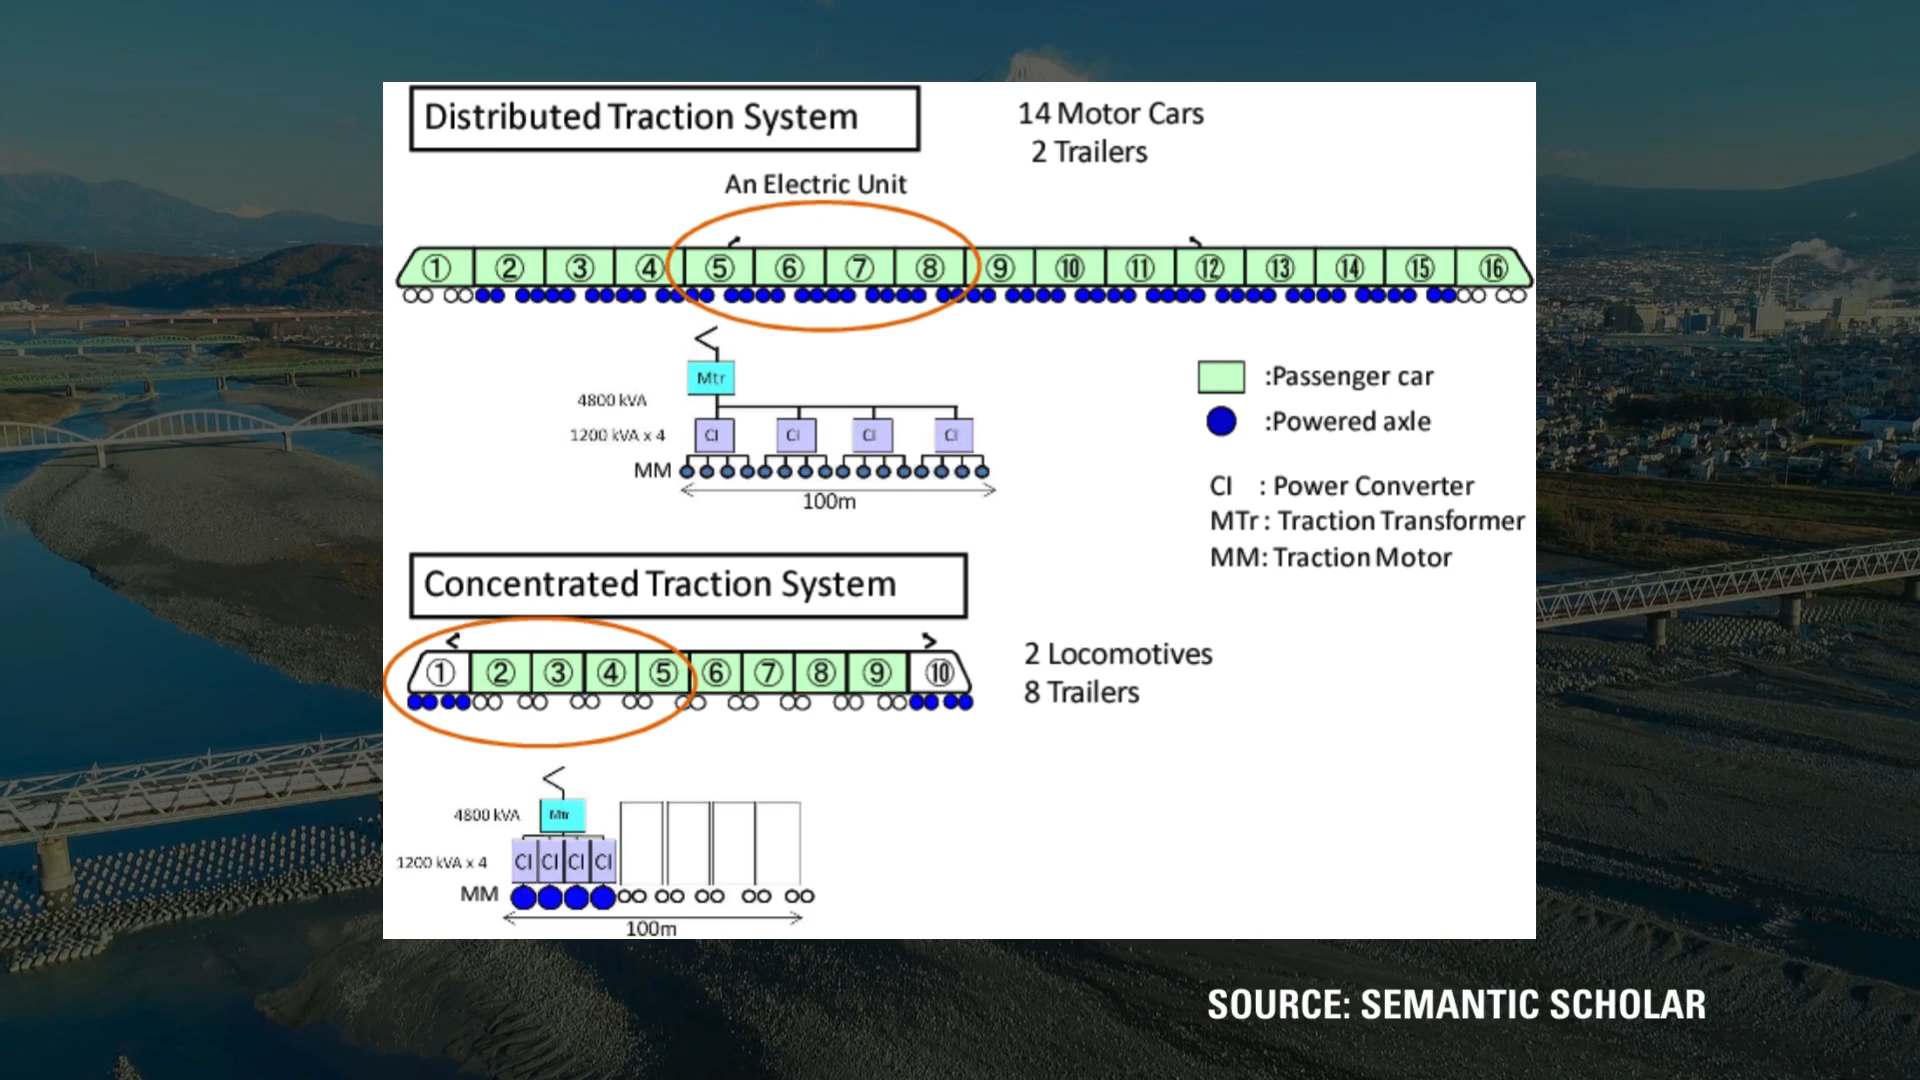 Distributed Traction System
14 Motor Cars
2 Trailers
An Electric Unit
① ② ③ ④ ⑤ ⑥ ⑦ ⑧ ⑨ ⑩ ⑪ ⑫ ⑬ ⑭ ⑮ ⑯
Mtr
4800 kVA
1200 kVA x 4
CI CI CI CI
MM
100m
:Passenger car
:Powered axle
CI : Power Converter
MTr : Traction Transformer
MM: Traction Motor
Concentrated Traction System
2 Locomotives
8 Trailers
① ② ③ ④ ⑤ ⑥ ⑦ ⑧ ⑨ ⑩
4800 kVA
Mtr
1200 kVA x 4
CI CI CI CI
MM
100m
SOURCE: SEMANTIC SCHOLAR